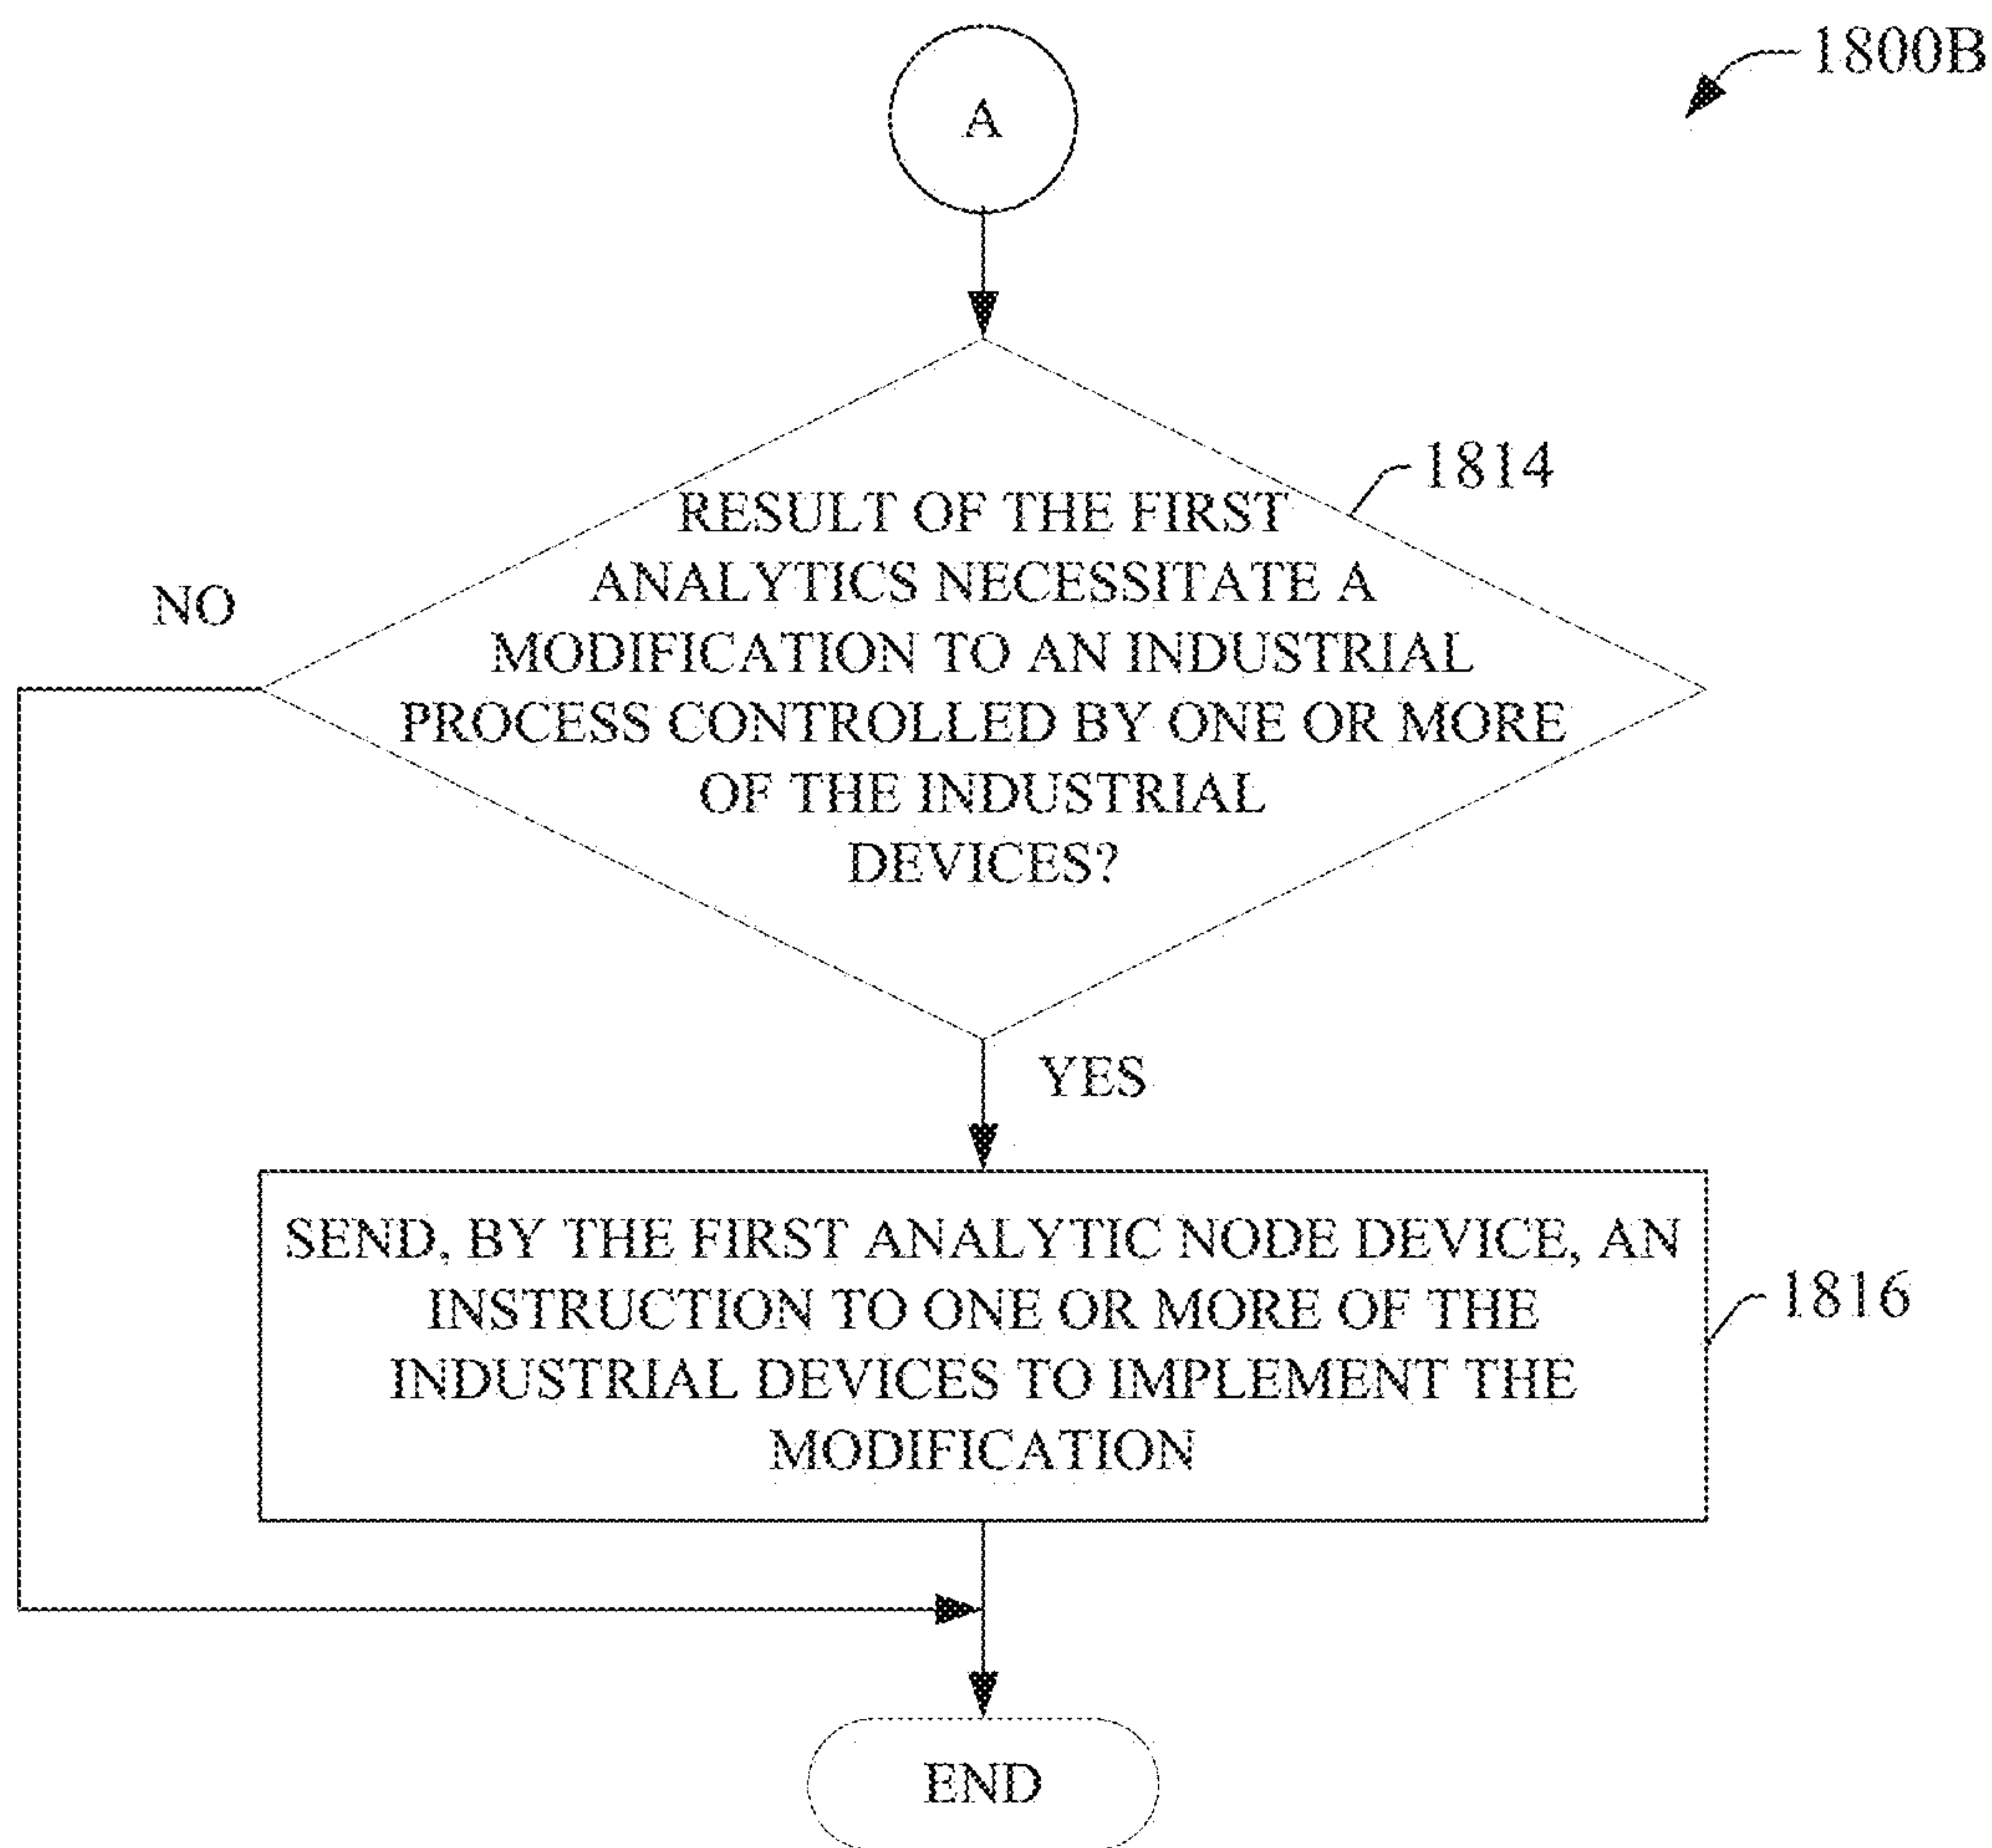 1800B
A
1814
RESULT OF THE FIRST
ANALYTICS NECESSITATE A
MODIFICATION TO AN INDUSTRIAL
PROCESS CONTROLLED BY ONE OR MORE
OF THE INDUSTRIAL
DEVICES?
NO
YES
SEND, BY THE FIRST ANALYTIC NODE DEVICE, AN
INSTRUCTION TO ONE OR MORE OF THE
INDUSTRIAL DEVICES TO IMPLEMENT THE
MODIFICATION
1816
END